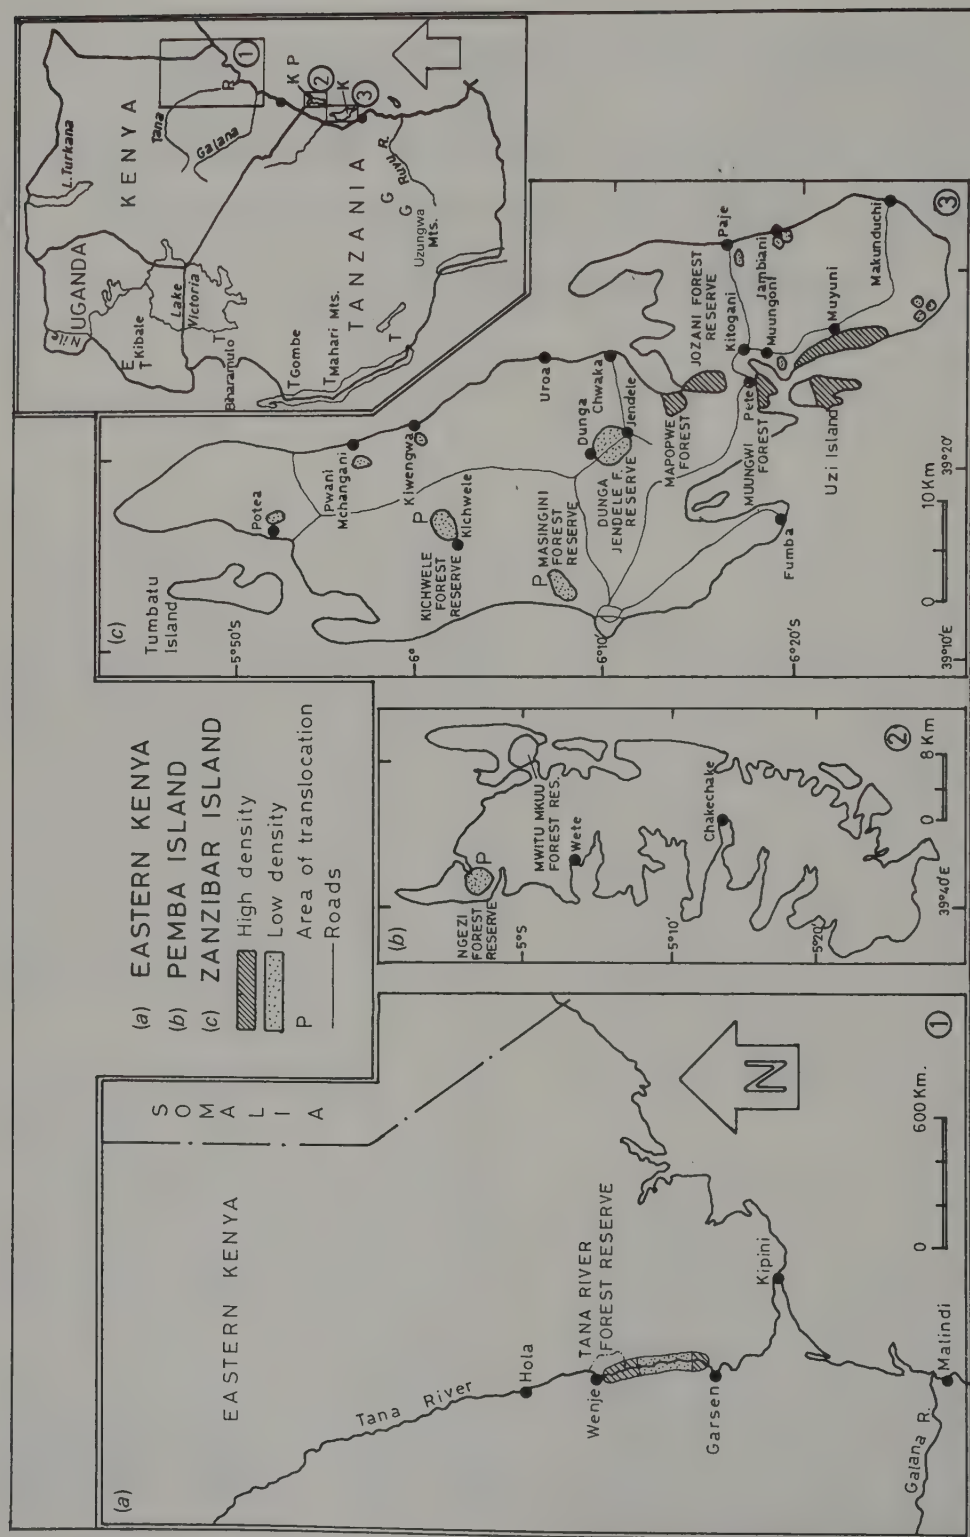 (a) EASTERN KENYA
(b) PEMBA ISLAND
(c) ZANZIBAR ISLAND
High density
Low density
P Area of translocation
Roads
(a)
EASTERN KENYA
SOMALIA
Tana River
Hola
Wenje
TANA RIVER
FOREST RESERVE
Garsen
Kipini
Galana R.
Malindi
N
0 600 Km.
1
(b)
NGEZI
FOREST
RESERVE
P
MWITU MKUU
FOREST RES.
Wete
Chakechake
5°S
5°10'
5°20'
39°40'E
0 8 Km
2
(c)
Tumbatu
Island
Potea
Pwani
Mchangani
Kiwengwa
P
Kichwele
KICHWELE
FOREST
RESERVE
P MASINGINI
FOREST
RESERVE
Uroa
Dunga
Chwaka
Jendele
DUNGA
JENDELE F.
RESERVE
MAPOPWE
FOREST
JOZANI FOREST
RESERVE
Paje
Kitogani
Jambiani
Muungoni
Pete
MUUNGWI
FOREST
Muyuni
Makunduchi
Uzi Island
Fumba
5°50'S
6°
6°10'
6°20'S
39°10'E
39°20'
0 10 Km
3
UGANDA
Nile
L.Turkana
KENYA
E
T Kibale
Lake
Victoria
Tana
Galana
R
1
K P
2
K
3
Biharamulo T
T Gombe
T Mahari Mts.
TANZANIA
T
G
G
Ruvu R.
Uzungwa
Mts.